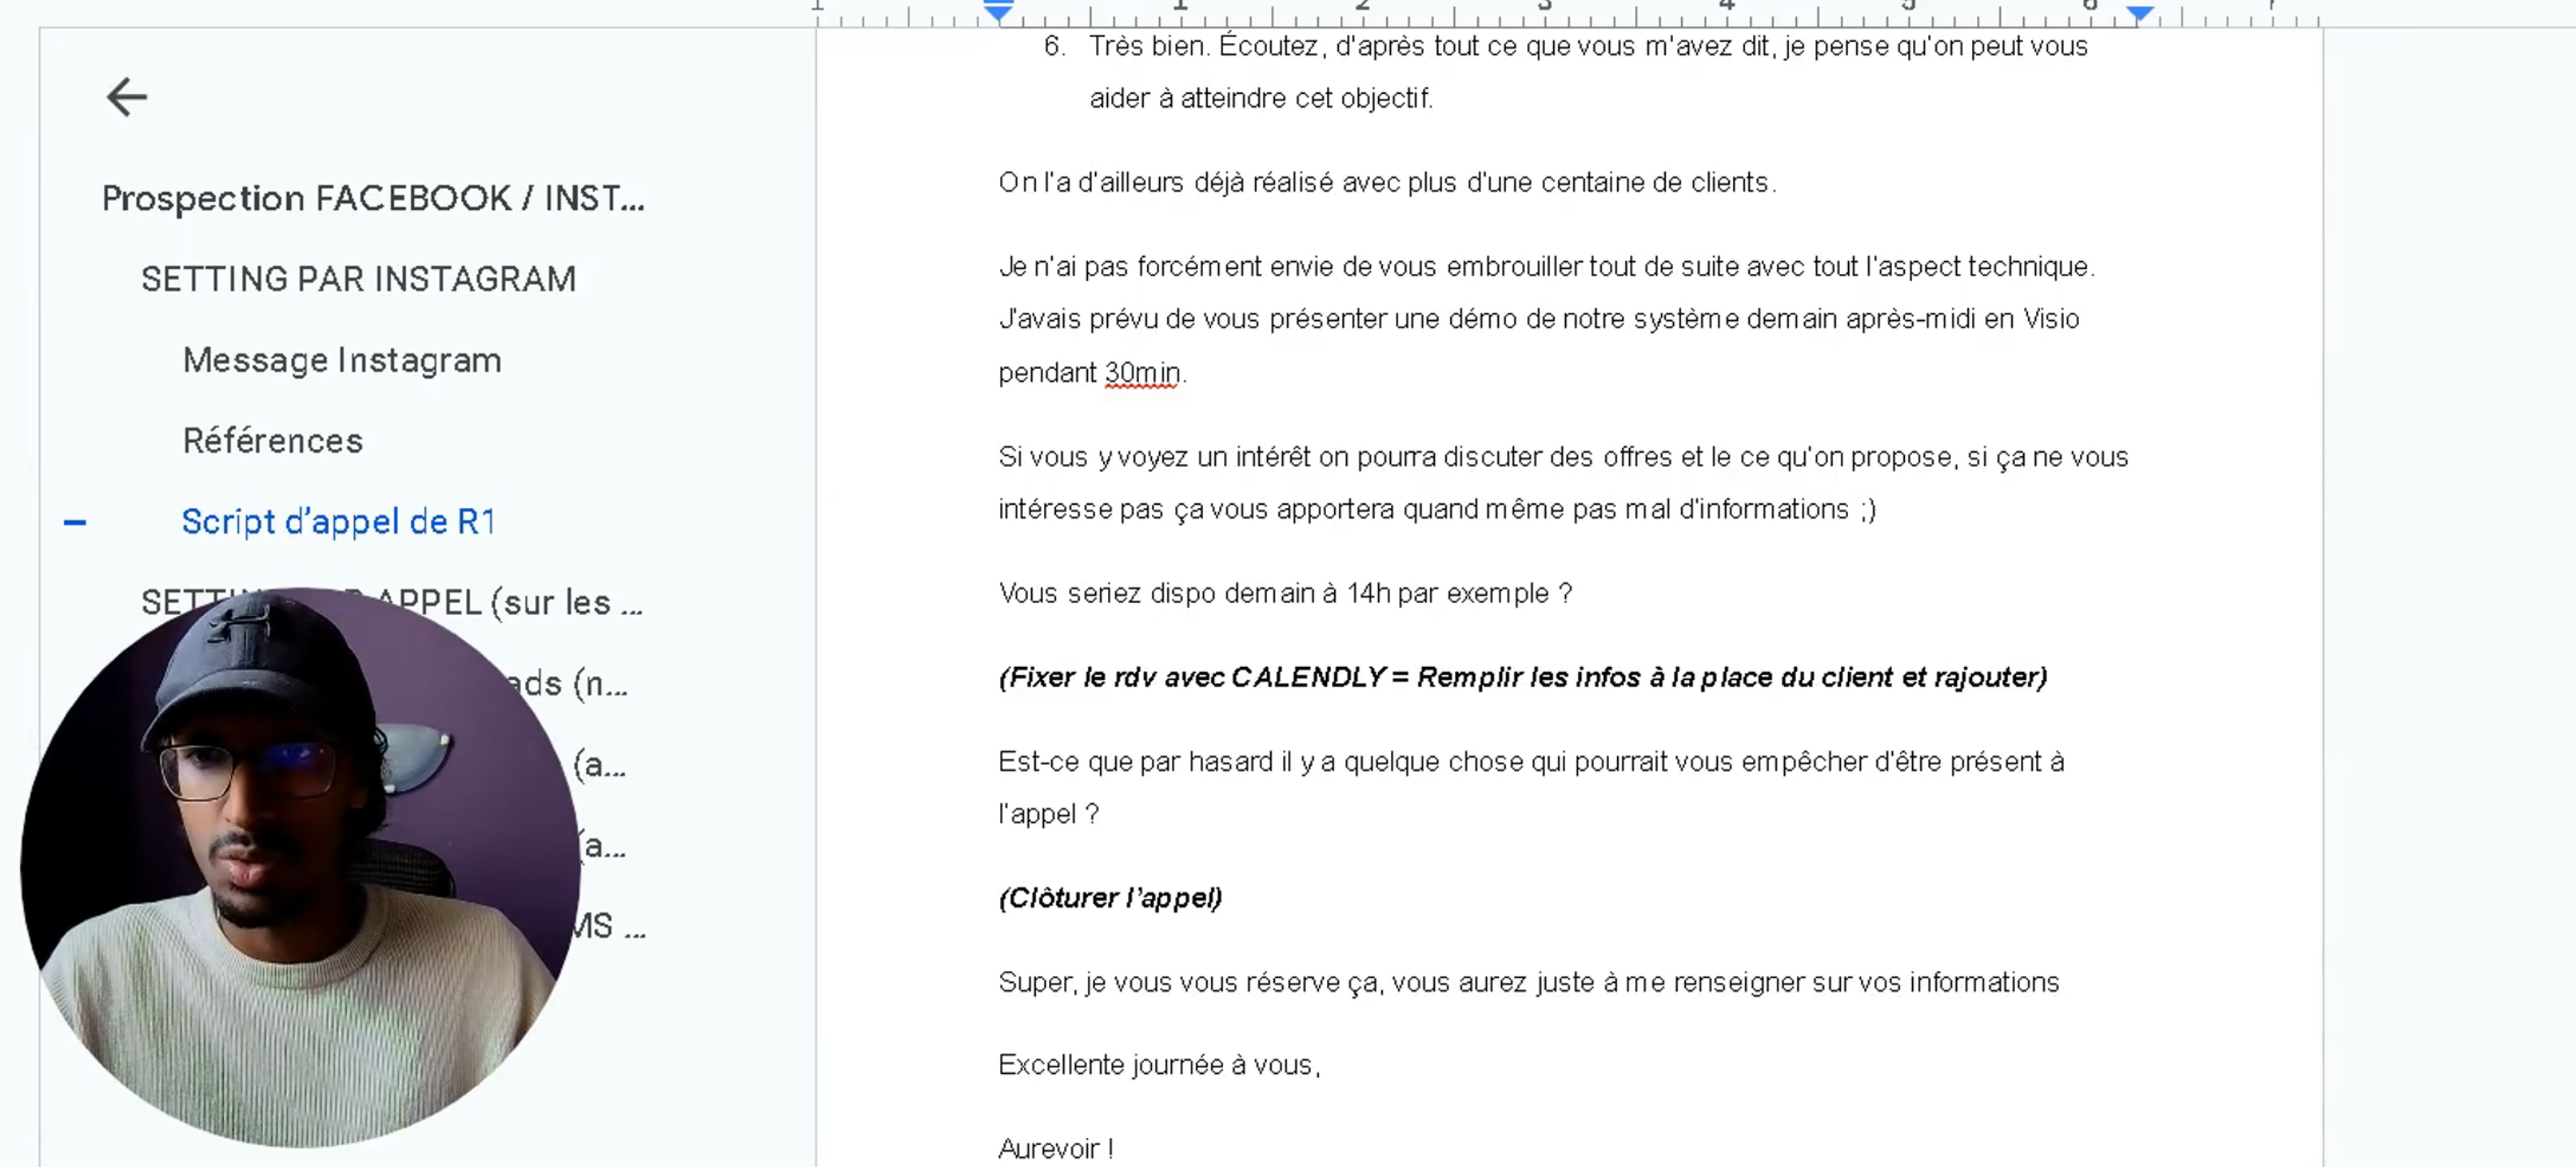 Prospection FACEBOOK / INST...
SETTING PAR INSTAGRAM
Message Instagram
Références
Script d'appel de R1
APPEL (sur les ...
ads (n...
(a...
(a...
MS ...
1 1 2 3 4 5 6 7
6. Très bien. Écoutez, d'après tout ce que vous m'avez dit, je pense qu'on peut vous
aider à atteindre cet objectif.
On l'a d'ailleurs déjà réalisé avec plus d'une centaine de clients.
Je n'ai pas forcément envie de vous embrouiller tout de suite avec tout l'aspect technique.
J'avais prévu de vous présenter une démo de notre système demain après-midi en Visio
pendant 30min.
Si vous y voyez un intérêt on pourra discuter des offres et le ce qu'on propose, si ça ne vous
intéresse pas ça vous apportera quand même pas mal d'informations ;)
Vous seriez dispo demain à 14h par exemple ?
(Fixer le rdv avec CALENDLY = Remplir les infos à la place du client et rajouter)
Est-ce que par hasard il y a quelque chose qui pourrait vous empêcher d'être présent à
l'appel ?
(Clôturer l'appel)
Super, je vous vous réserve ça, vous aurez juste à me renseigner sur vos informations
Excellente journée à vous,
Aurevoir !